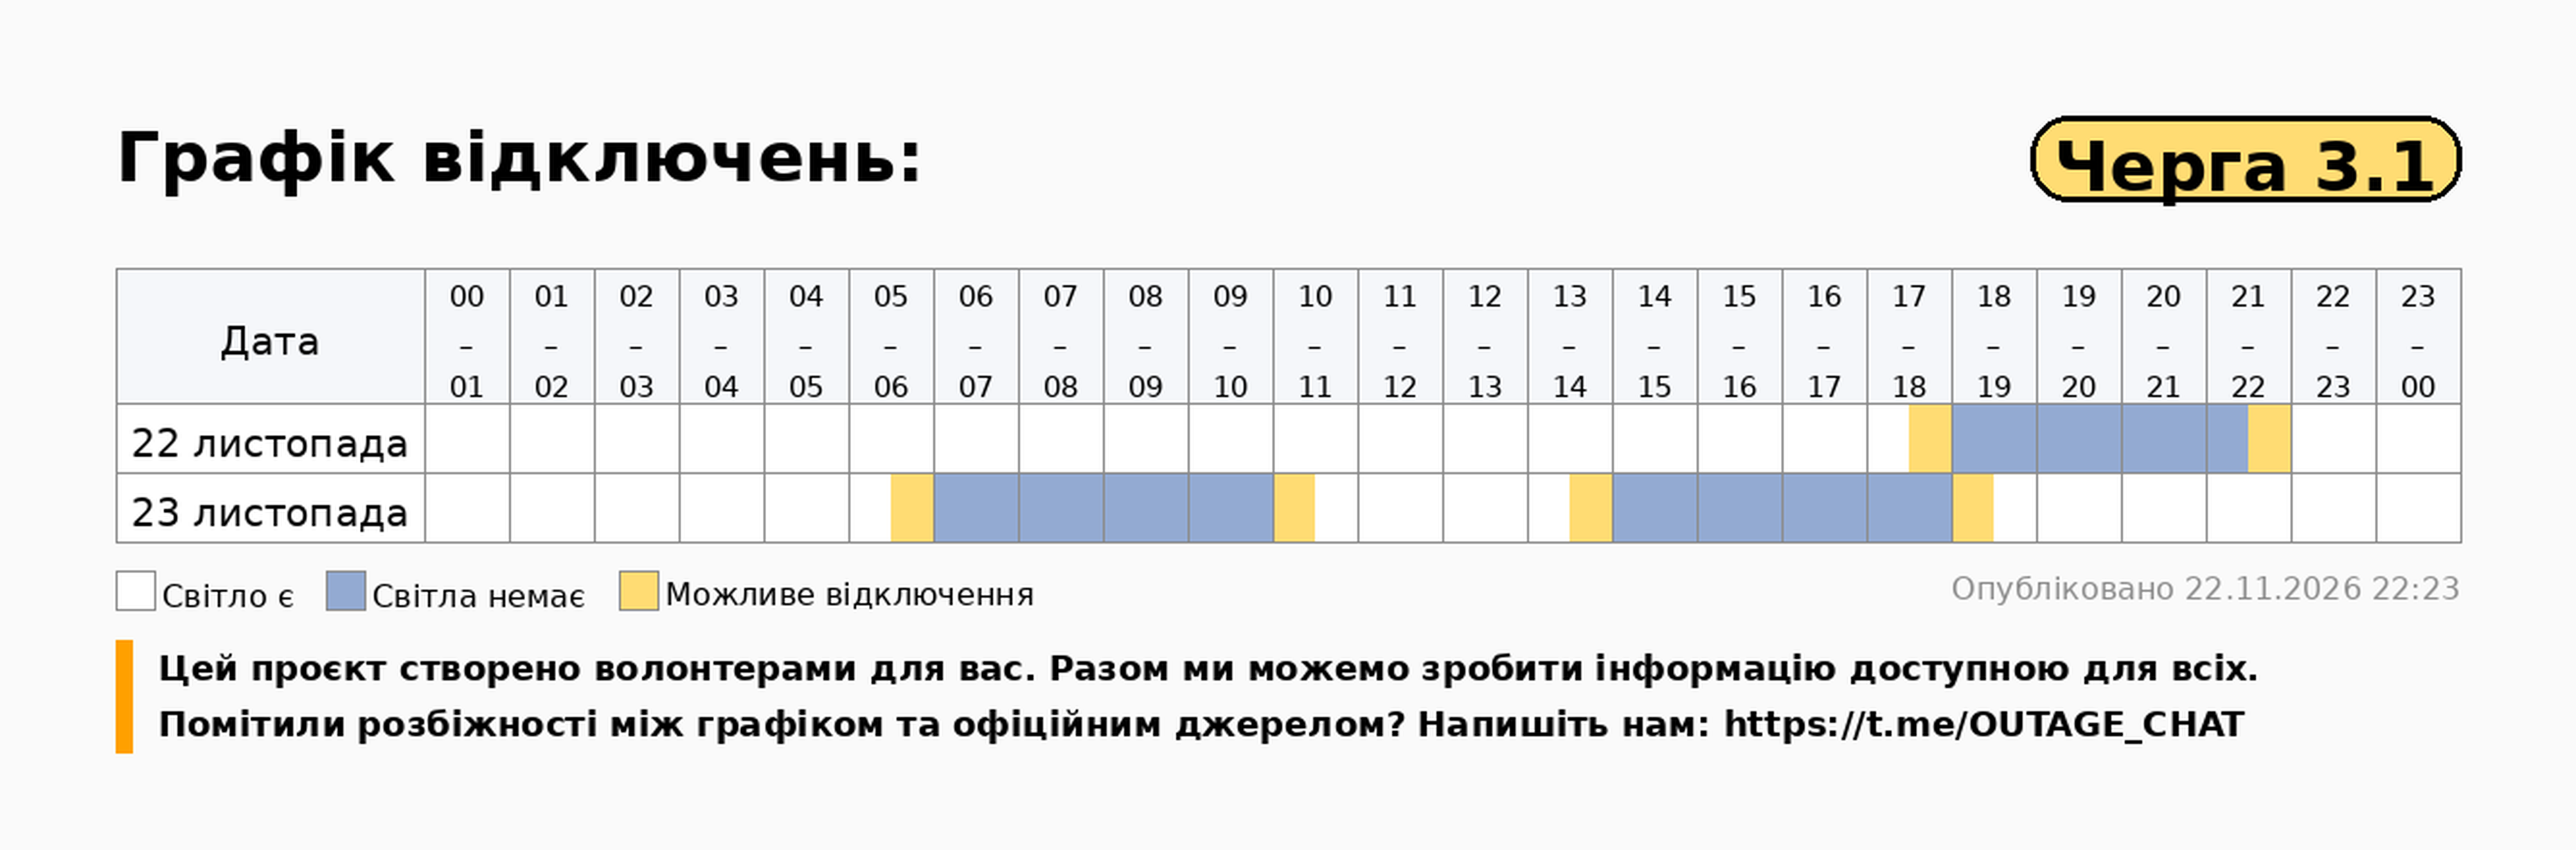 Графік відключень:
Черга 3.1
Дата 00 – 01 01 – 02 02 – 03 03 – 04 04 – 05 05 – 06 06 – 07 07 – 08 08 – 09 09 – 10 10 – 11 11 – 12 12 – 13 13 – 14 14 – 15 15 – 16 16 – 17 17 – 18 18 – 19 19 – 20 20 – 21 21 – 22 22 – 23 23 – 00
22 листопада
23 листопада
Світло є Світла немає Можливе відключення
Опубліковано 22.11.2026 22:23
Цей проєкт створено волонтерами для вас. Разом ми можемо зробити інформацію доступною для всіх.
Помітили розбіжності між графіком та офіційним джерелом? Напишіть нам: https://t.me/OUTAGE_CHAT